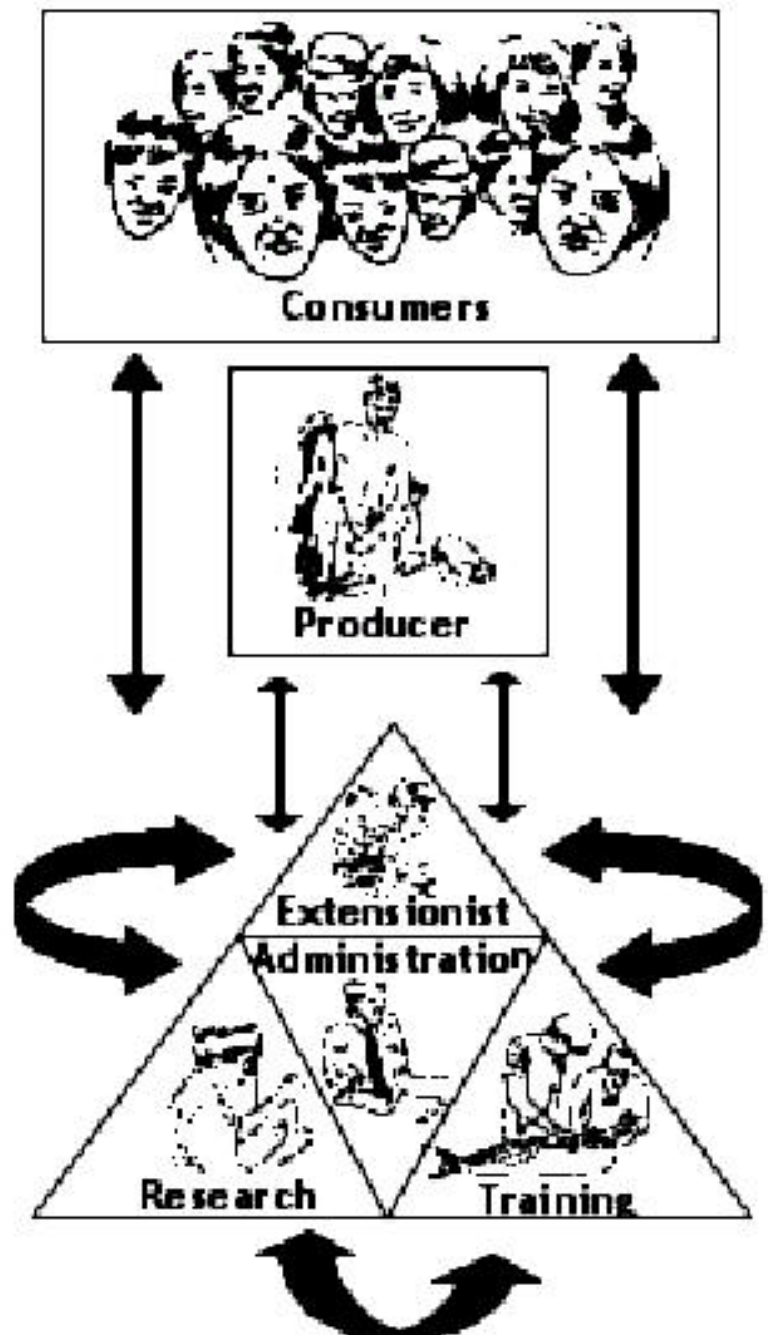 Consumers
Producer
Extensionist
Administration
Research
Training